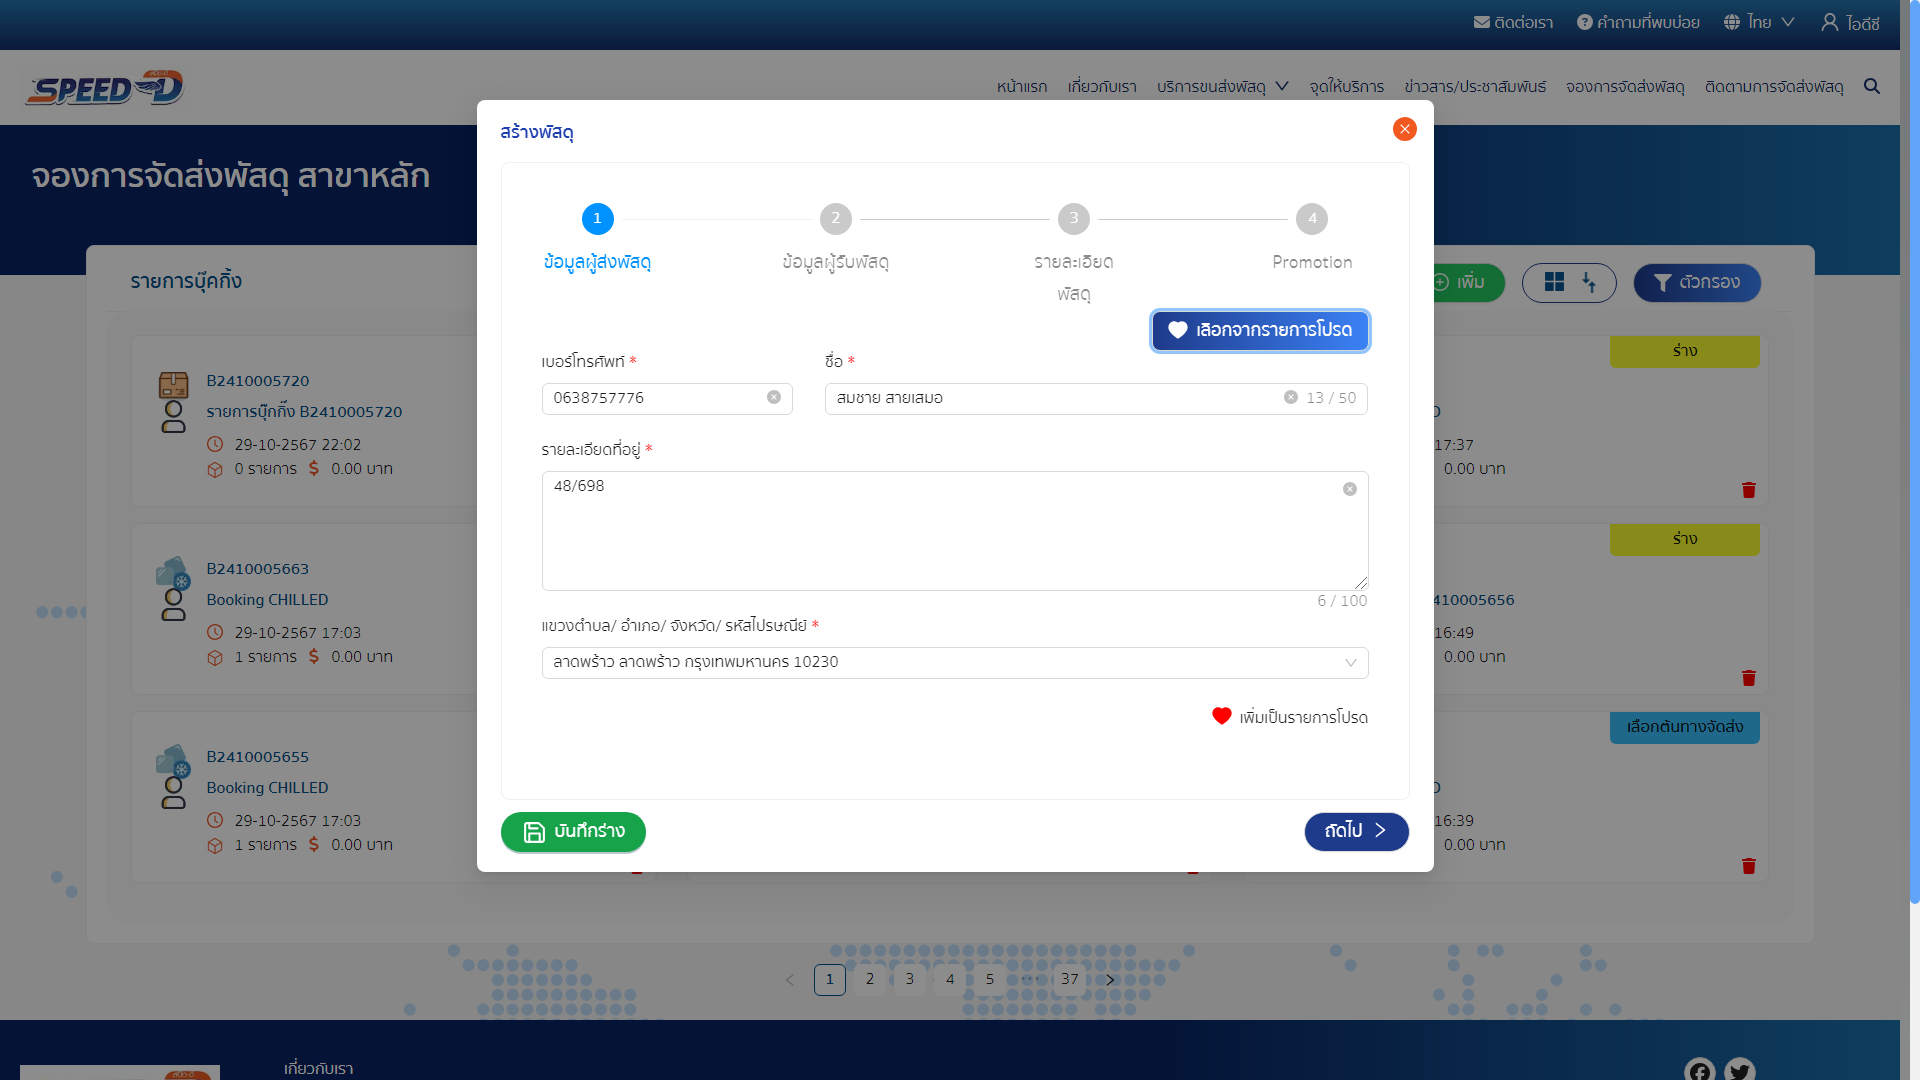 ติดต่อเรา
คำถามที่พบบ่อย
ไทย
ไอดีซี
SPEED-D
หน้าแรก
เกี่ยวกับเรา
บริการขนส่งพัสดุ
จุดให้บริการ
ข่าวสาร/ประชาสัมพันธ์
จองการจัดส่งพัสดุ
ติดตามการจัดส่งพัสดุ
จองการจัดส่งพัสดุ สาขาหลัก
รายการบุ๊คกิ้ง
เพิ่ม
ตัวกรอง
สร้างพัสดุ
1
2
3
4
ข้อมูลผู้ส่งพัสดุ
ข้อมูลผู้รับพัสดุ
รายละเอียด
พัสดุ
Promotion
เลือกจากรายการโปรด
เบอร์โทรศัพท์ *
ชื่อ *
0638757776
สมชาย สายเสมอ
13 / 50
รายละเอียดที่อยู่ *
48/698
6 / 100
แขวงตำบล/ อำเภอ/ จังหวัด/ รหัสไปรษณีย์ *
ลาดพร้าว ลาดพร้าว กรุงเทพมหานคร 10230
เพิ่มเป็นรายการโปรด
บันทึกร่าง
ถัดไป
B2410005720
รายการบุ๊กกิ๊ง B2410005720
29-10-2567 22:02
0 รายการ
0.00 บาท
B2410005663
Booking CHILLED
29-10-2567 17:03
1 รายการ
0.00 บาท
B2410005655
Booking CHILLED
29-10-2567 17:03
1 รายการ
0.00 บาท
ร่าง
D
17:37
0.00 บาท
ร่าง
410005656
16:49
0.00 บาท
เลือกต้นทางจัดส่ง
D
16:39
0.00 บาท
1
2
3
4
5
•••
37
เกี่ยวกับเรา